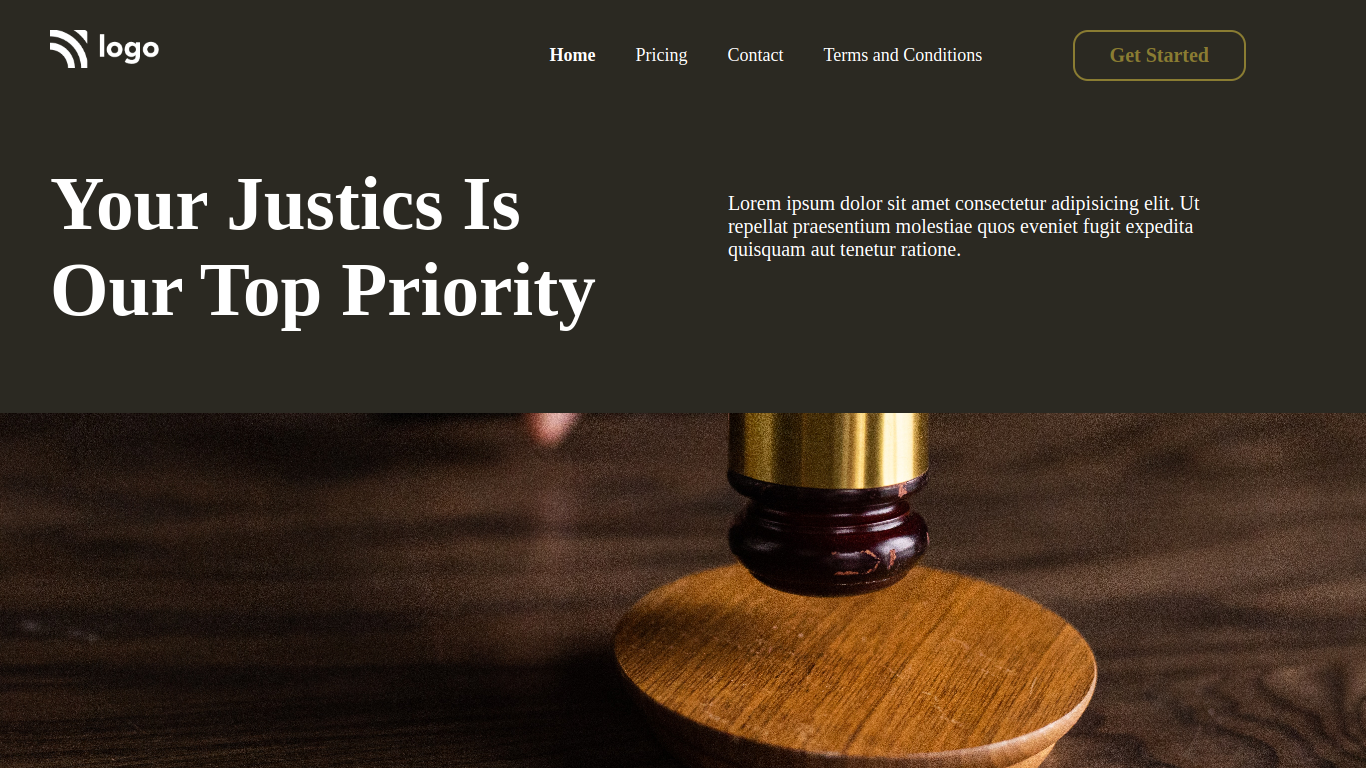 logo
Home Pricing Contact Terms and Conditions Get Started
Your Justics Is
Our Top Priority
Lorem ipsum dolor sit amet consectetur adipisicing elit. Ut
repellat praesentium molestiae quos eveniet fugit expedita
quisquam aut tenetur ratione.